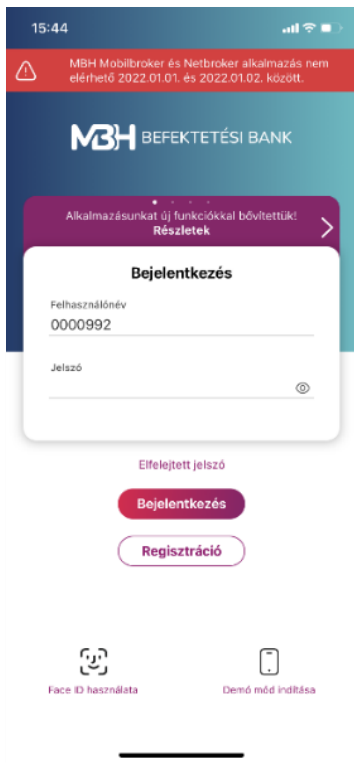 15:44
MBH Mobilbroker és Netbroker alkalmazás nem
elérhető 2022.01.01. és 2022.01.02. között.
MBH BEFEKTETÉSI BANK
Alkalmazásunkat új funkciókkal bővítettük!
Részletek
Bejelentkezés
Felhasználónév
0000992
Jelszó
Elfelejtett jelszó
Bejelentkezés
Regisztráció
Face ID használata
Demó mód indítása